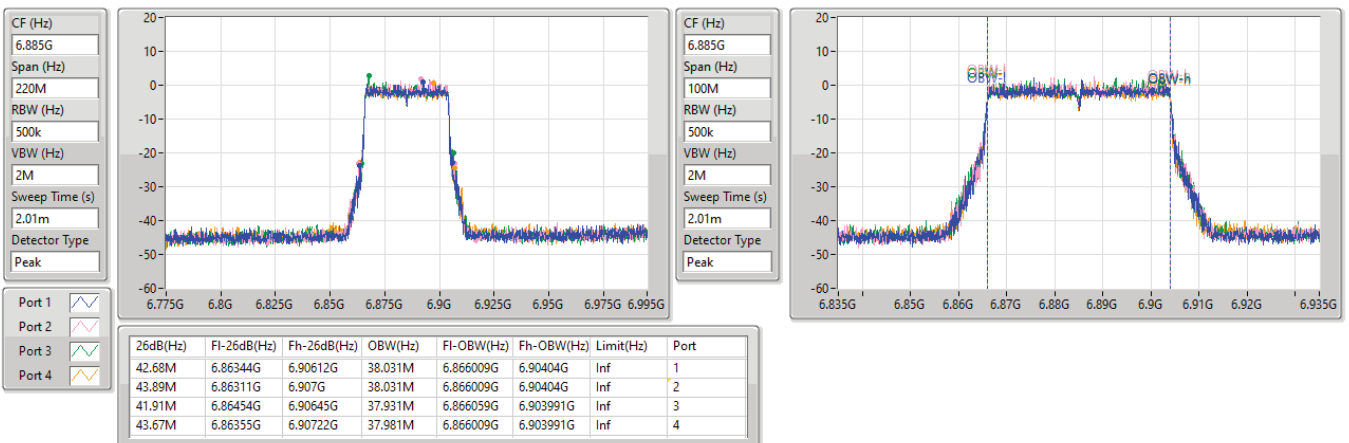 CF (Hz)
6.885G
Span (Hz)
220M
RBW (Hz)
500k
VBW (Hz)
2M
Sweep Time (s)
2.01m
Detector Type
Peak
20
10
0
-10
-20
-30
-40
-50
-60
6.775G 6.8G 6.825G 6.85G 6.875G 6.9G 6.925G 6.95G 6.975G 6.995G
CF (Hz)
6.885G
Span (Hz)
100M
RBW (Hz)
500k
VBW (Hz)
2M
Sweep Time (s)
2.01m
Detector Type
Peak
20
10
0
-10
-20
-30
-40
-50
-60
OBW-l OBW-h
6.835G 6.85G 6.86G 6.87G 6.88G 6.89G 6.9G 6.91G 6.92G 6.935G
Port 1
Port 2
Port 3
Port 4
26dB(Hz) Fl-26dB(Hz) Fh-26dB(Hz) OBW(Hz) Fl-OBW(Hz) Fh-OBW(Hz) Limit(Hz) Port
42.68M 6.86344G 6.90612G 38.031M 6.866009G 6.90404G Inf 1
43.89M 6.86311G 6.907G 38.031M 6.866009G 6.90404G Inf 2
41.91M 6.86454G 6.90645G 37.931M 6.866059G 6.903991G Inf 3
43.67M 6.86355G 6.90722G 37.981M 6.866009G 6.903991G Inf 4